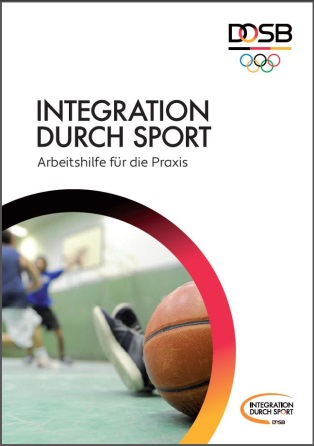 DOSB
INTEGRATION
DURCH SPORT
Arbeitshilfe für die Praxis
INTEGRATION
DURCH SPORT
DOSB